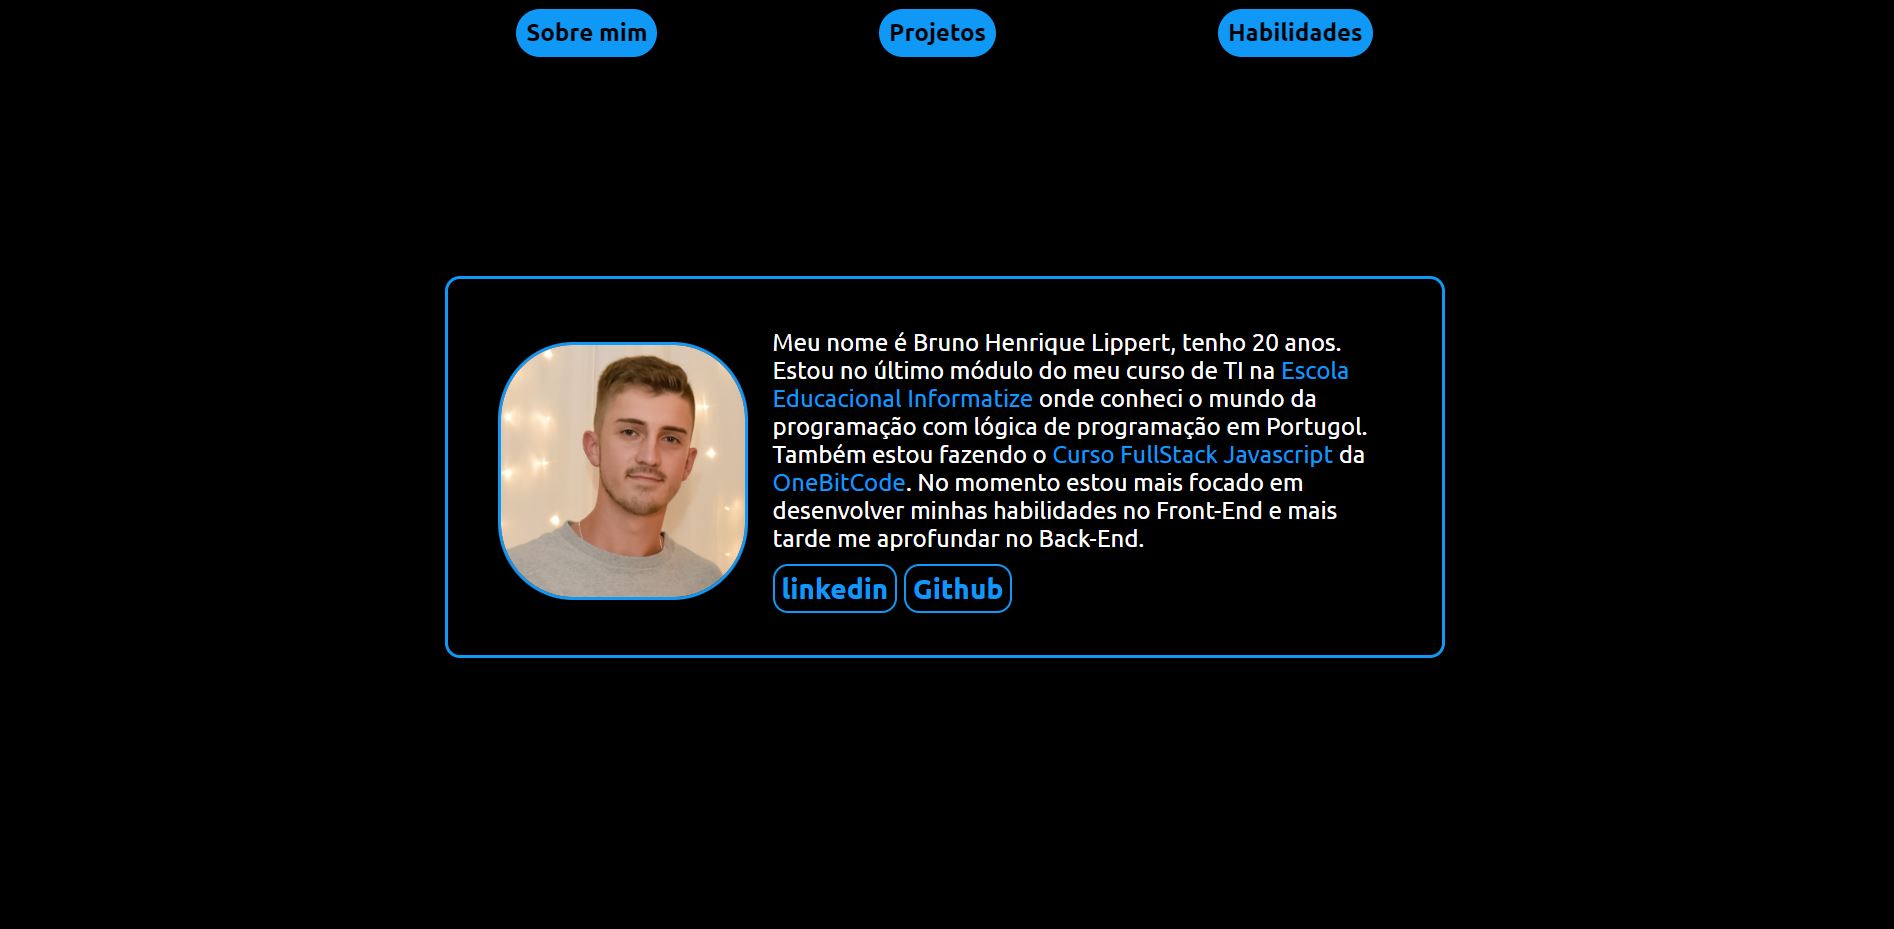 Sobre mim
Projetos
Habilidades
Meu nome é Bruno Henrique Lippert, tenho 20 anos.
Estou no último módulo do meu curso de TI na Escola
Educacional Informatize onde conheci o mundo da
programação com lógica de programação em Portugol.
Também estou fazendo o Curso FullStack Javascript da
OneBitCode. No momento estou mais focado em
desenvolver minhas habilidades no Front-End e mais
tarde me aprofundar no Back-End.
linkedin Github